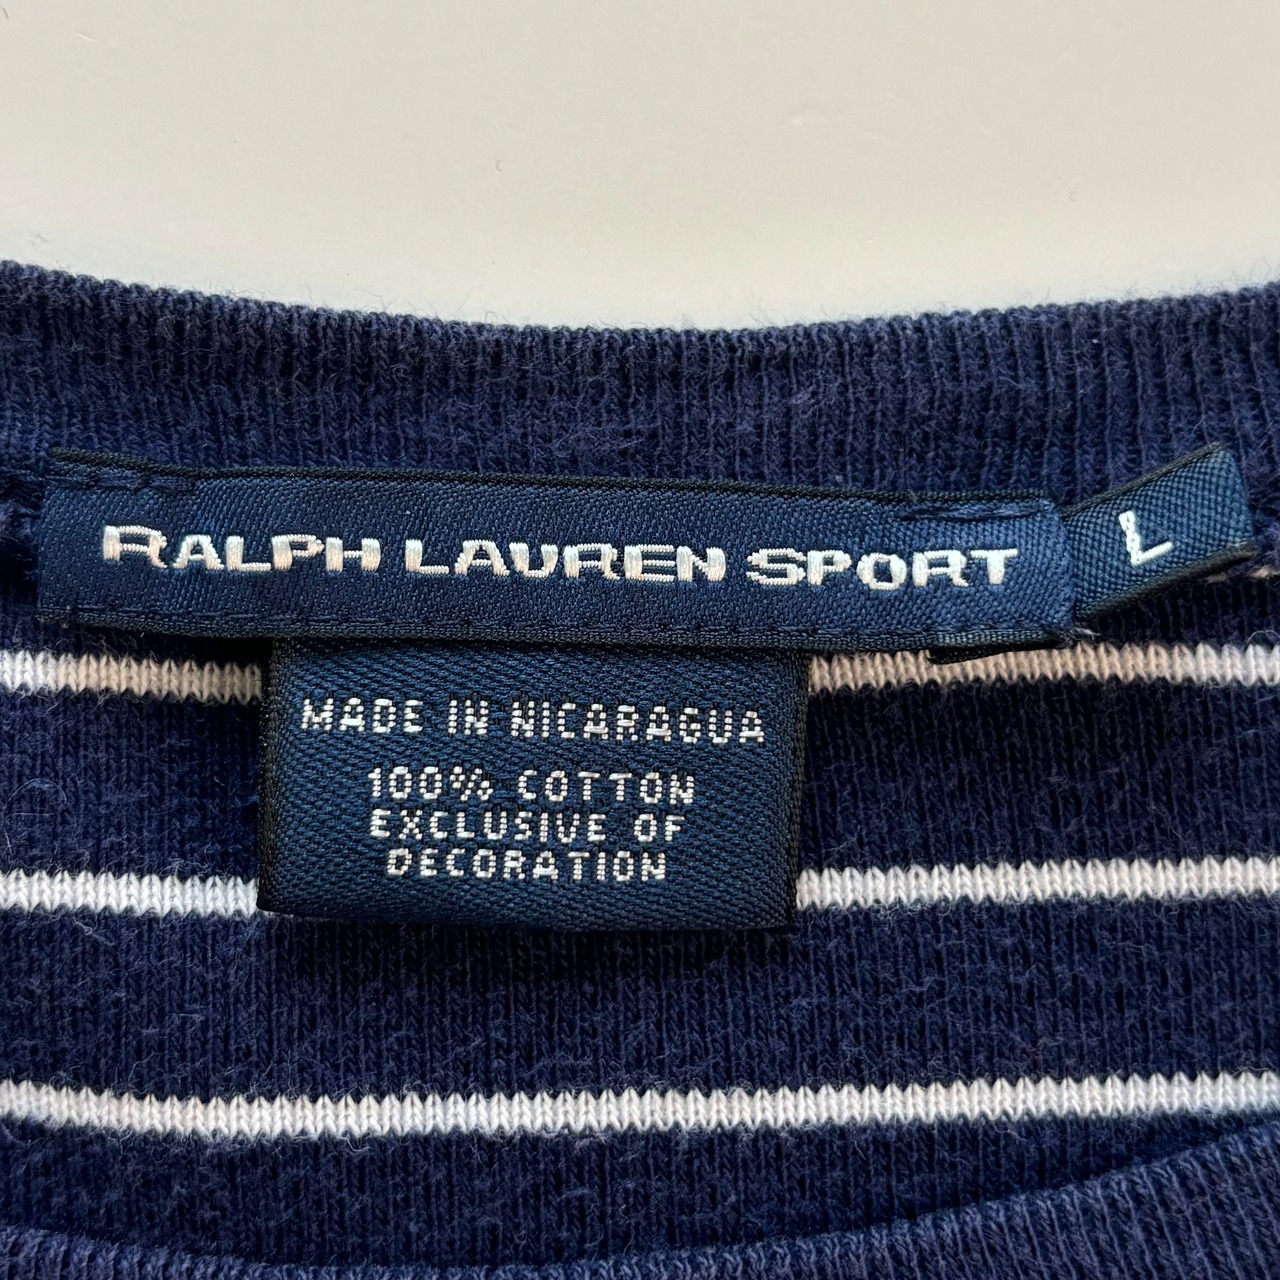 RALPH LAUREN SPORT
L
MADE IN NICARAGUA
100% COTTON
EXCLUSIVE OF
DECORATION